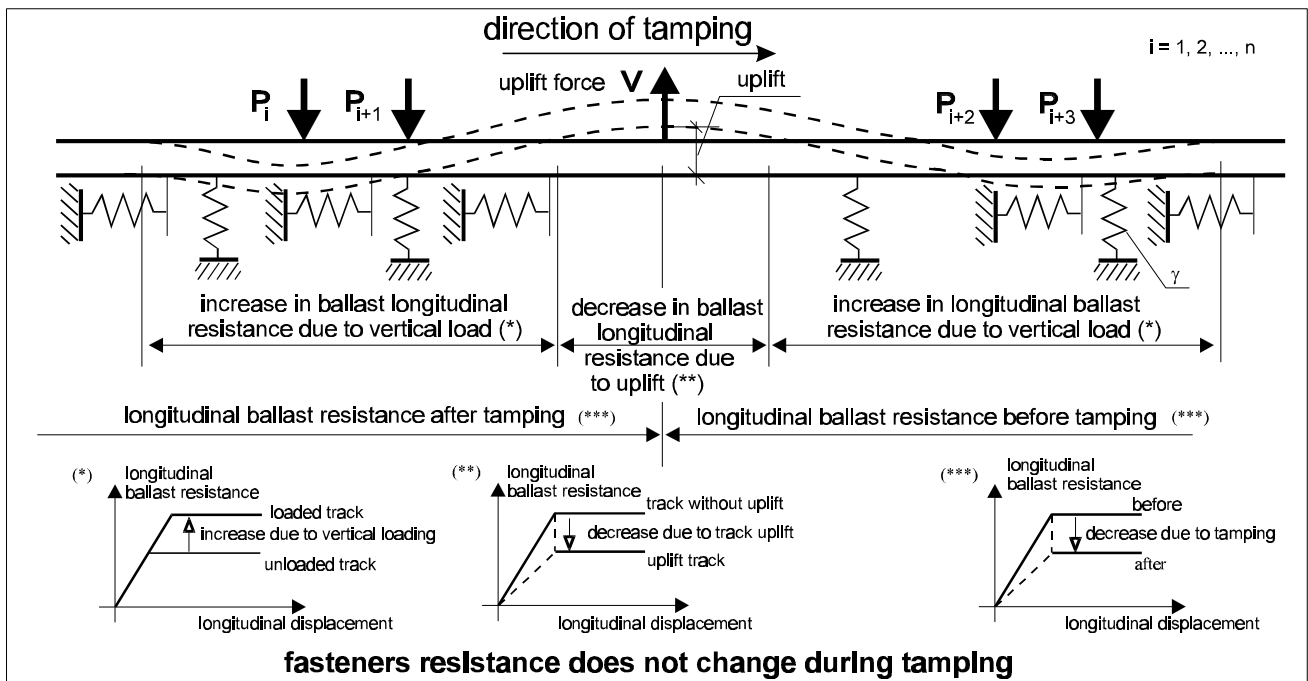 direction of tamping
i = 1, 2, ..., n
uplift force V
uplift
Pi
Pi+1
Pi+2
Pi+3
γ
increase in ballast longitudinal
resistance due to vertical load (*)
decrease in ballast
longitudinal
resistance due
to uplift (**)
increase in longitudinal ballast
resistance due to vertical load (*)
longitudinal ballast resistance after tamping (***)
longitudinal ballast resistance before tamping (***)
(*)
longitudinal
ballast resistance
loaded track
increase due to vertical loading
unloaded track
longitudinal displacement
(**)
longitudinal
ballast resistance
track without uplift
decrease due to track uplift
uplift track
longitudinal displacement
(***)
longitudinal
ballast resistance
before
decrease due to tamping
after
longitudinal displacement
fasteners resistance does not change during tamping